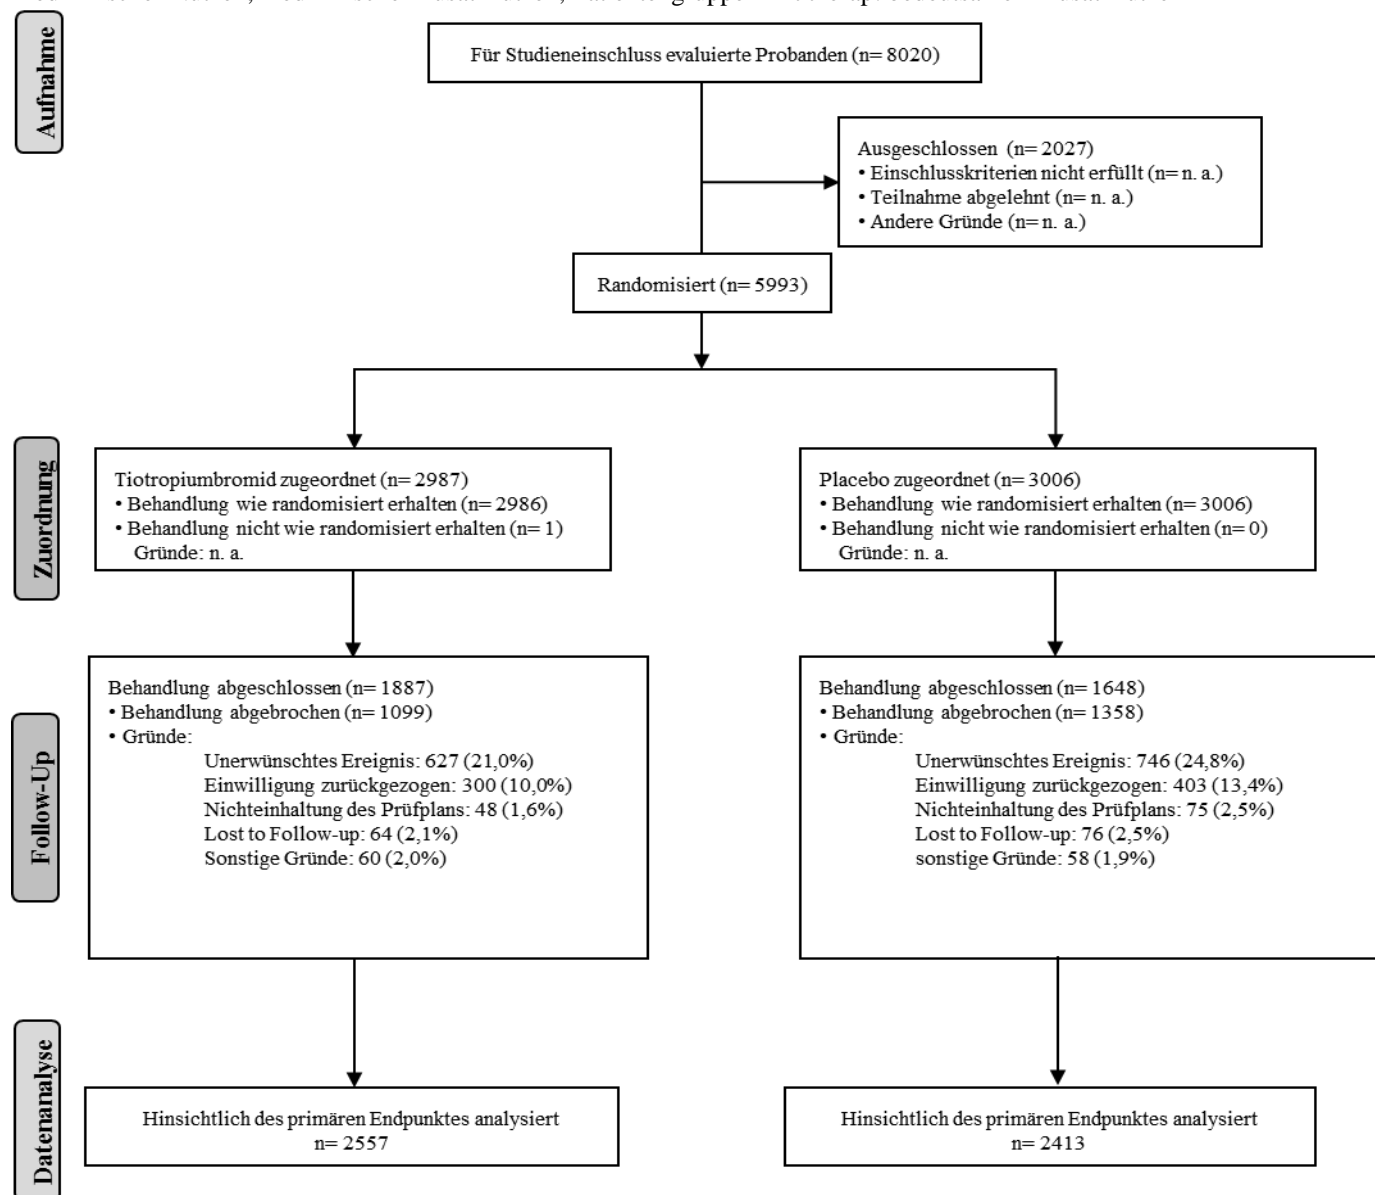 Aufnahme
Für Studieneinschluss evaluierte Probanden (n= 8020)
Ausgeschlossen (n= 2027)
• Einschlusskriterien nicht erfüllt (n= n. a.)
• Teilnahme abgelehnt (n= n. a.)
• Andere Gründe (n= n. a.)
Randomisiert (n= 5993)
Zuordnung
Tiotropiumbromid zugeordnet (n= 2987)
• Behandlung wie randomisiert erhalten (n= 2986)
• Behandlung nicht wie randomisiert erhalten (n= 1)
Gründe: n. a.
Placebo zugeordnet (n= 3006)
• Behandlung wie randomisiert erhalten (n= 3006)
• Behandlung nicht wie randomisiert erhalten (n= 0)
Gründe: n. a.
Follow-Up
Behandlung abgeschlossen (n= 1887)
• Behandlung abgebrochen (n= 1099)
• Gründe:
Unerwünschtes Ereignis: 627 (21,0%)
Einwilligung zurückgezogen: 300 (10,0%)
Nichteinhaltung des Prüfplans: 48 (1,6%)
Lost to Follow-up: 64 (2,1%)
Sonstige Gründe: 60 (2,0%)
Behandlung abgeschlossen (n= 1648)
• Behandlung abgebrochen (n= 1358)
• Gründe:
Unerwünschtes Ereignis: 746 (24,8%)
Einwilligung zurückgezogen: 403 (13,4%)
Nichteinhaltung des Prüfplans: 75 (2,5%)
Lost to Follow-up: 76 (2,5%)
sonstige Gründe: 58 (1,9%)
Datenanalyse
Hinsichtlich des primären Endpunktes analysiert
n= 2557
Hinsichtlich des primären Endpunktes analysiert
n= 2413